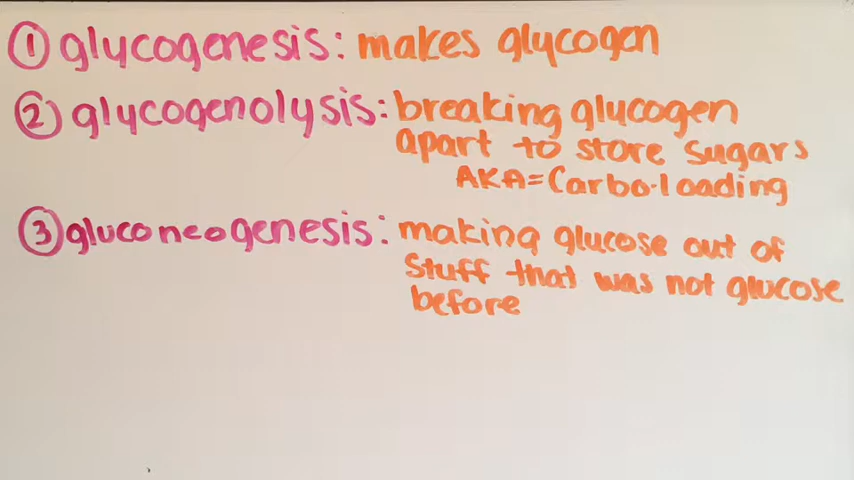 ① glycogenesis: makes glycogen
② glycogenolysis: breaking glucogen
apart to store sugars
AKA=Carbo-loading
③ gluconeogenesis: making glucose out of
stuff that was not glucose
before